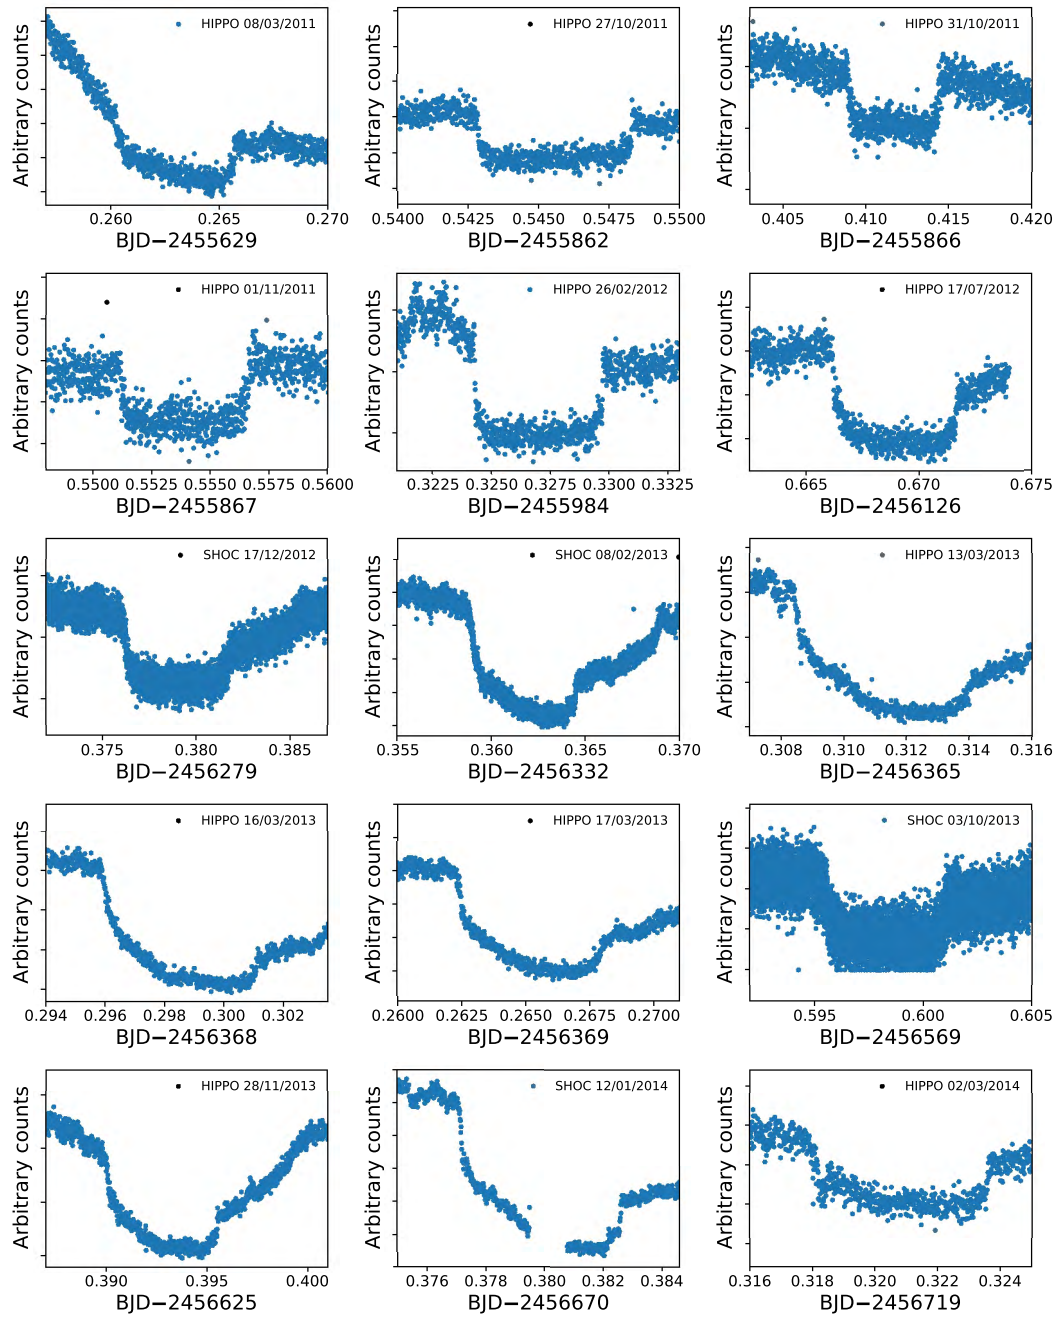 Arbitrary counts
HIPPO 08/03/2011
0.260 0.265 0.270
BJD−2455629
Arbitrary counts
HIPPO 27/10/2011
0.540 0.5425 0.545 0.5475 0.550
BJD−2455862
Arbitrary counts
HIPPO 31/10/2011
0.405 0.410 0.415 0.420
BJD−2455866
Arbitrary counts
HIPPO 01/11/2011
0.5500 0.5525 0.5550 0.5575 0.5600
BJD−2455867
Arbitrary counts
HIPPO 26/02/2012
0.3225 0.3250 0.3275 0.3300 0.3325
BJD−2455984
Arbitrary counts
HIPPO 17/07/2012
0.665 0.670 0.675
BJD−2456126
Arbitrary counts
SHOC 17/12/2012
0.375 0.380 0.385
BJD−2456279
Arbitrary counts
SHOC 08/02/2013
0.355 0.360 0.365 0.370
BJD−2456332
Arbitrary counts
HIPPO 13/03/2013
0.308 0.310 0.312 0.314 0.316
BJD−2456365
Arbitrary counts
HIPPO 16/03/2013
0.294 0.296 0.298 0.300 0.302
BJD−2456368
Arbitrary counts
HIPPO 17/03/2013
0.2600 0.2625 0.2650 0.2675 0.2700
BJD−2456369
Arbitrary counts
SHOC 03/10/2013
0.595 0.600 0.605
BJD−2456569
Arbitrary counts
HIPPO 28/11/2013
0.390 0.395 0.400
BJD−2456625
Arbitrary counts
SHOC 12/01/2014
0.376 0.378 0.380 0.382 0.384
BJD−2456670
Arbitrary counts
HIPPO 02/03/2014
0.316 0.318 0.320 0.322 0.324
BJD−2456719